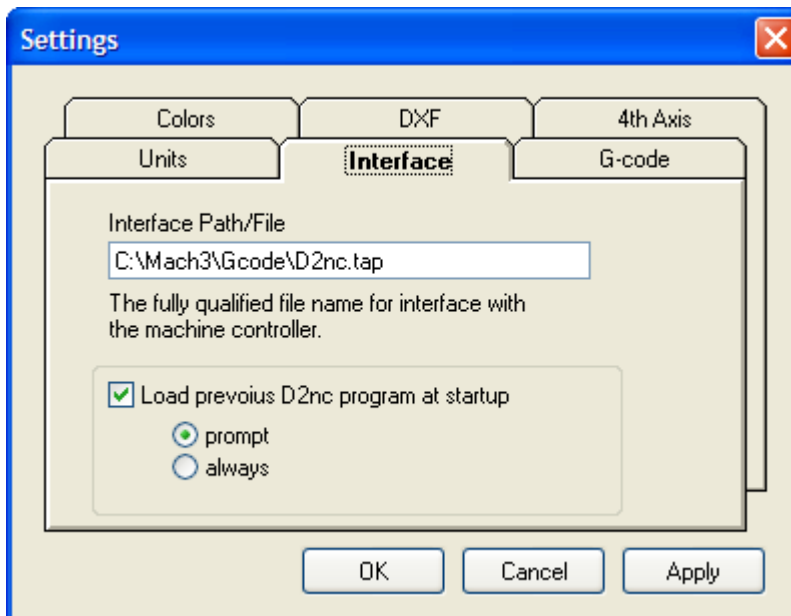 Settings
Colors DXF 4th Axis
Units Interface G-code
Interface Path/File
C:\Mach3\Gcode\D2nc.tap
The fully qualified file name for interface with
the machine controller.
Load prevoius D2nc program at startup
prompt
always
OK Cancel Apply